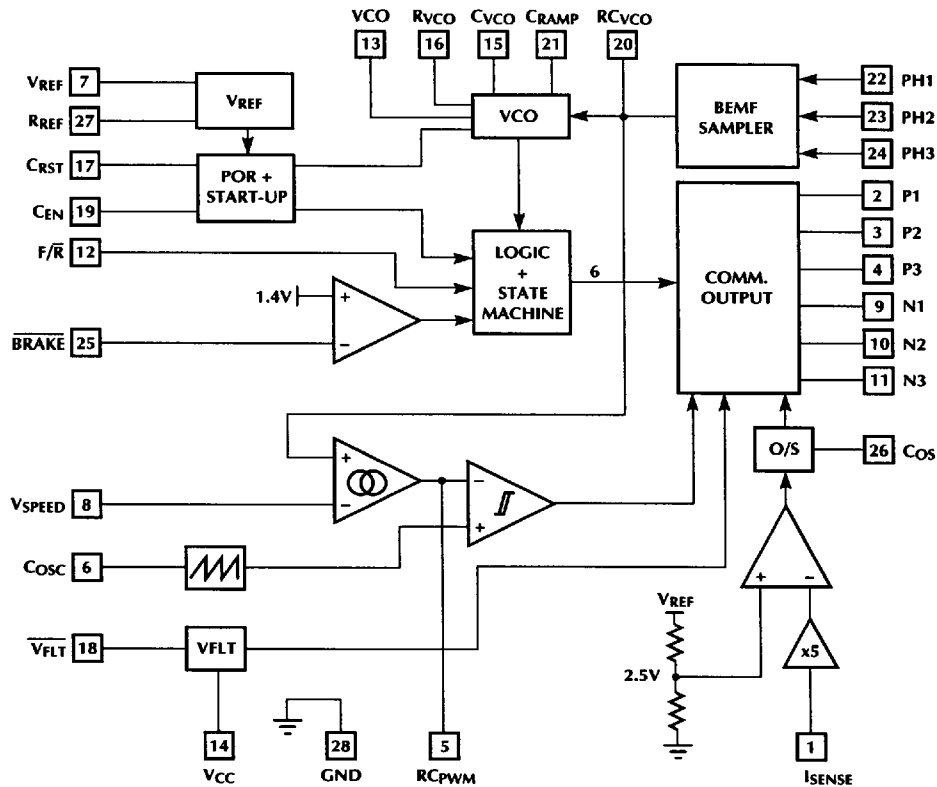 VCO RVCO CVCO CRAMP RCVCO
13 16 15 21 20
VREF 7
RREF 27
VREF
VCO
BEMF
SAMPLER
22 PH1
23 PH2
24 PH3
CRST 17
CEN 19
POR +
START-UP
F/R̅ 12
LOGIC
+
STATE
MACHINE
6
COMM.
OUTPUT
2 P1
3 P2
4 P3
9 N1
10 N2
11 N3
1.4V
+
−
B̅R̅A̅K̅E̅ 25
O/S
26 COS
+
−
VSPEED 8
−
+
COSC 6
+ −
VREF
2.5V
x5
V̅F̅L̅T̅ 18
VFLT
14
VCC
28
GND
5
RCPWM
1
ISENSE